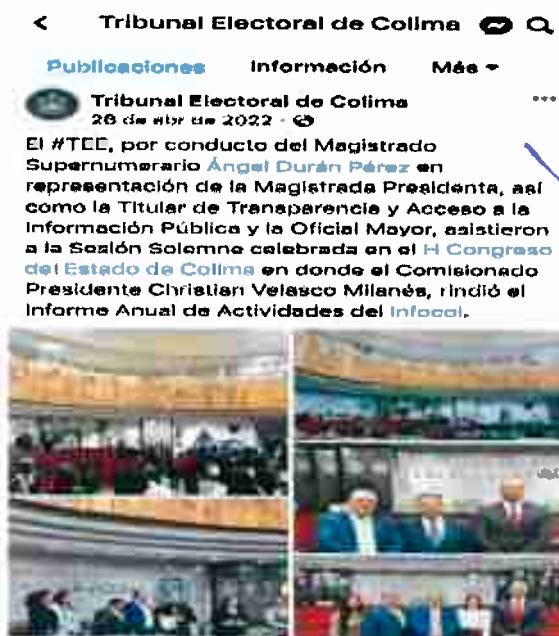 Tribunal Electoral de Colima
Publicaciones Información Más
Tribunal Electoral de Colima
28 de abr de 2022
El #TEE, por conducto del Magistrado
Supernumerario Ángel Durán Pérez en
representación de la Magistrada Presidenta, así
como la Titular de Transparencia y Acceso a la
Información Pública y la Oficial Mayor, asistieron
a la Sesión Solemne celebrada en el H Congreso
del Estado de Colima en donde el Comisionado
Presidente Christian Velasco Milanés, rindió el
Informe Anual de Actividades del Infocol.